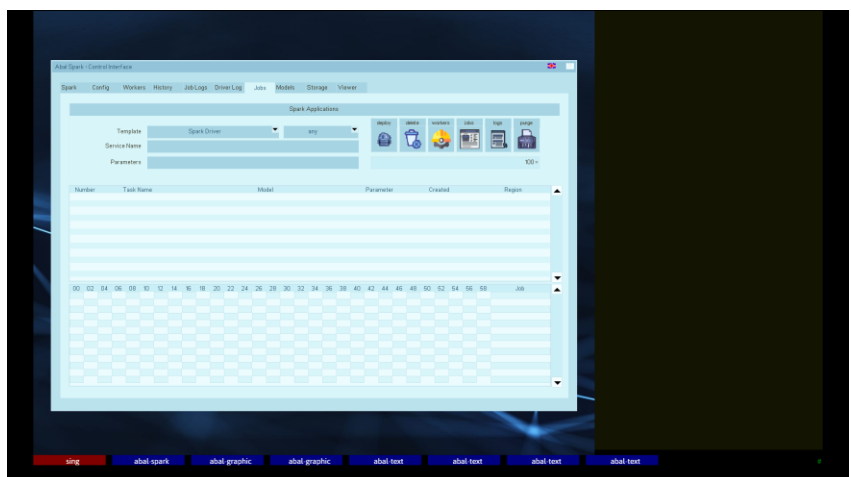 Abal Spark : Control Interface
Spark Config Workers History Job Logs Driver Log Jobs Models Storage Viewer
Spark Applications
deploy delete workers jobs logs purge
Template Spark Driver any
Service Name
Parameters 108 =
Number Task Name Model Parameter Created Region
00 02 04 06 08 10 12 14 16 18 20 22 24 26 28 30 32 34 36 38 40 42 44 46 48 50 52 54 56 58 Job
sing abal-spark abal-graphic abal-graphic abal-text abal-text abal-text abal-text